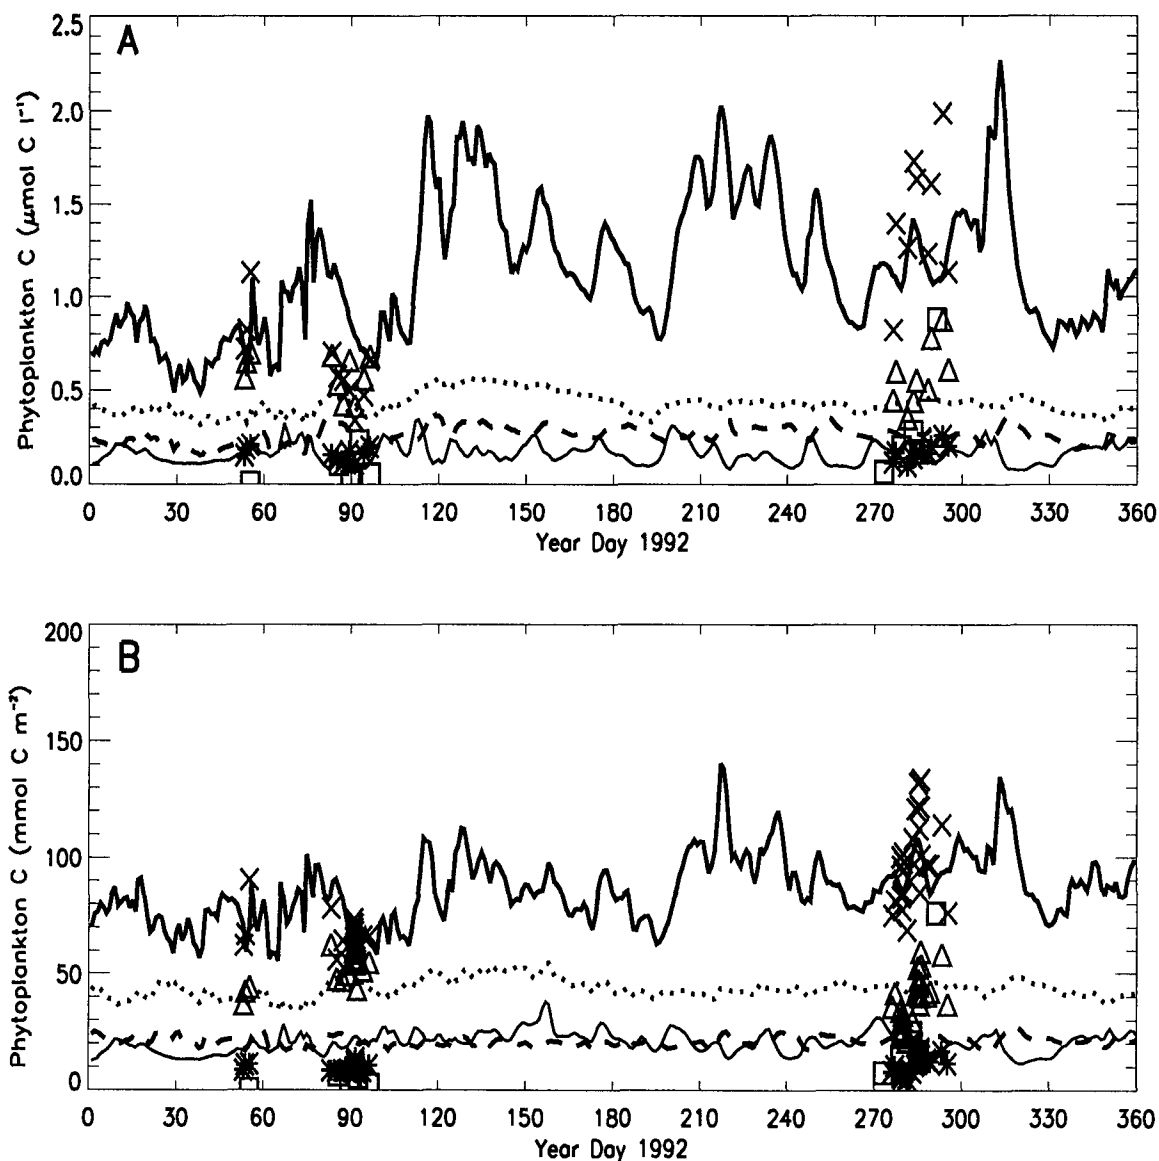 A
2.5
2.0
1.5
1.0
0.5
0.0
Phytoplankton C (μmol C l⁻¹)
0 30 60 90 120 150 180 210 240 270 300 330 360
Year Day 1992
B
200
150
100
50
0
Phytoplankton C (mmol C m⁻²)
0 30 60 90 120 150 180 210 240 270 300 330 360
Year Day 1992